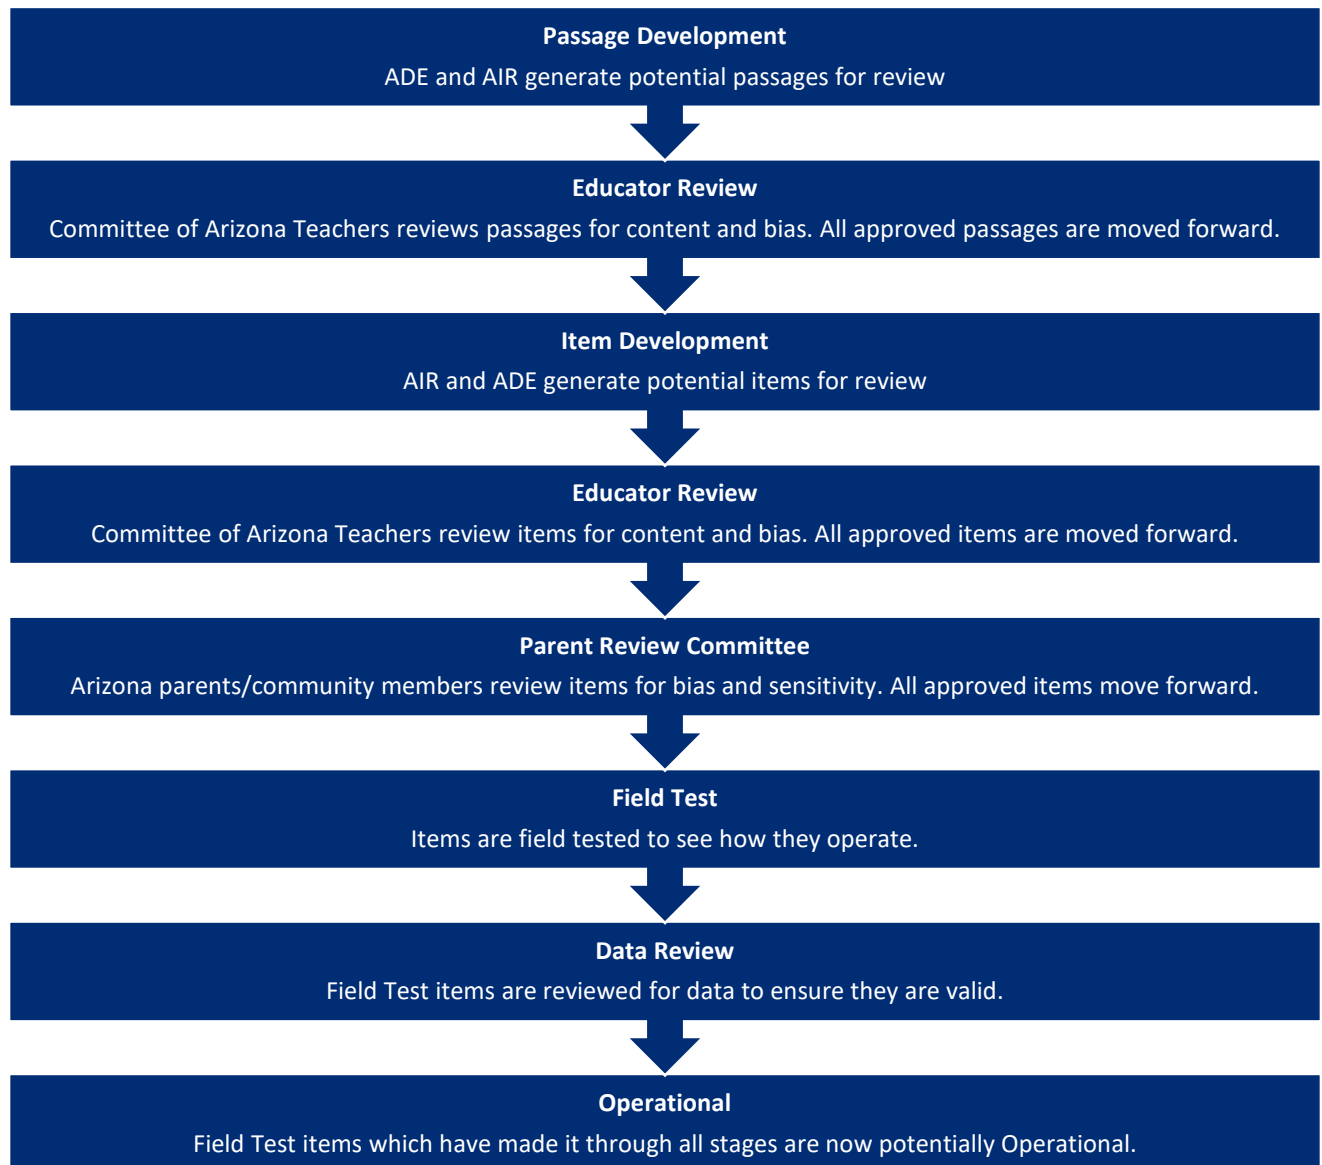 Passage Development
ADE and AIR generate potential passages for review
Educator Review
Committee of Arizona Teachers reviews passages for content and bias. All approved passages are moved forward.
Item Development
AIR and ADE generate potential items for review
Educator Review
Committee of Arizona Teachers review items for content and bias. All approved items are moved forward.
Parent Review Committee
Arizona parents/community members review items for bias and sensitivity. All approved items move forward.
Field Test
Items are field tested to see how they operate.
Data Review
Field Test items are reviewed for data to ensure they are valid.
Operational
Field Test items which have made it through all stages are now potentially Operational.